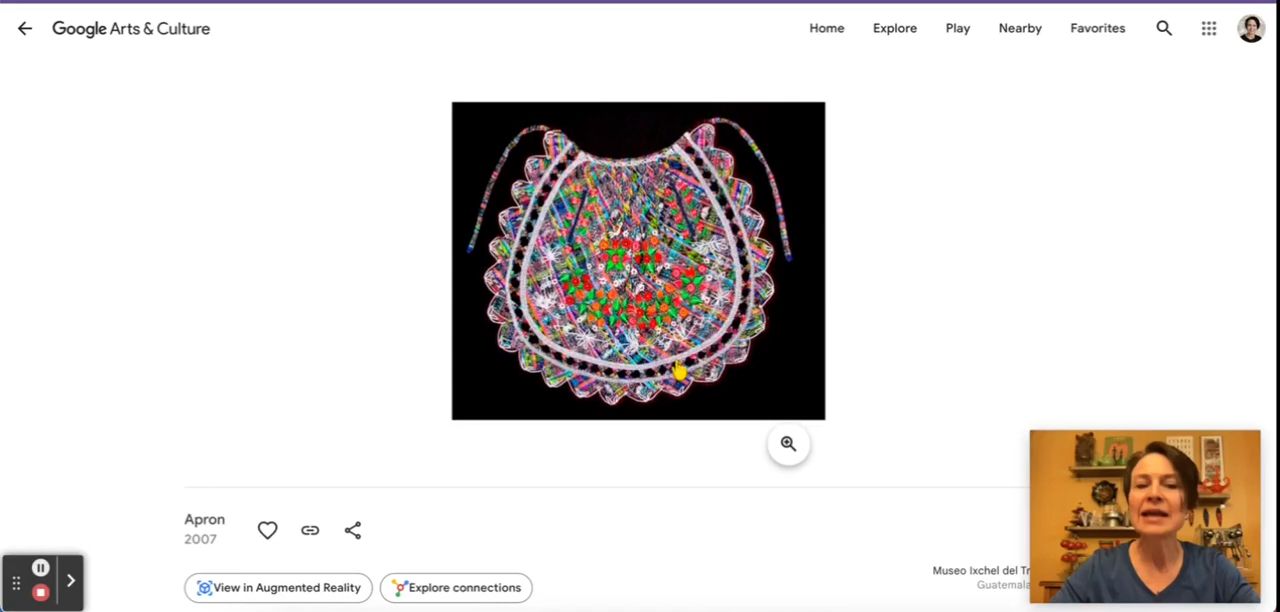 Google Arts & Culture
Home Explore Play Nearby Favorites
Apron
2007
View in Augmented Reality
Explore connections
Museo Ixchel del
Guatemala